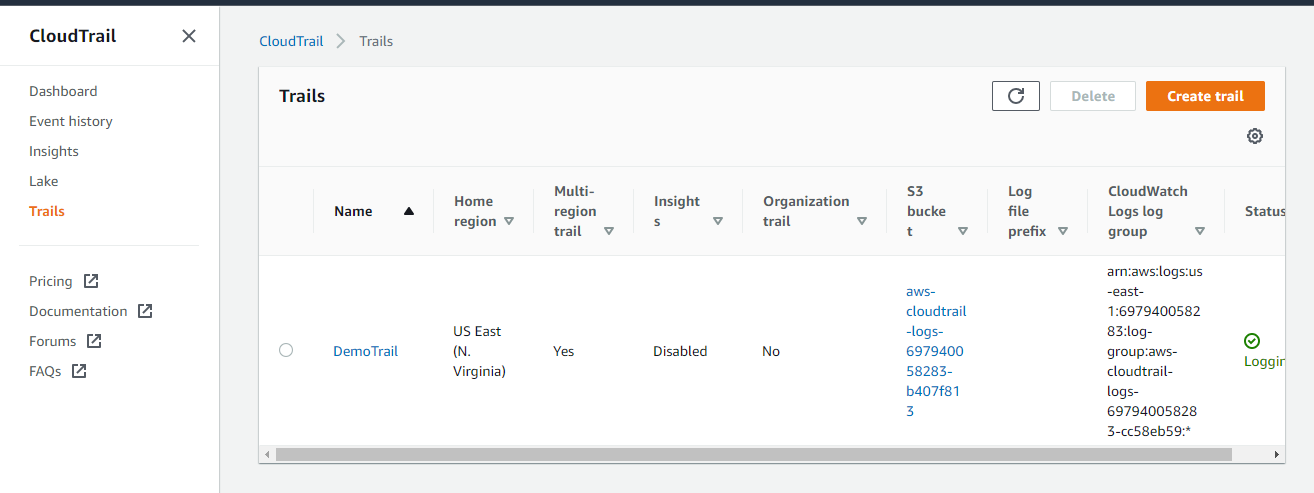 CloudTrail
Dashboard
Event history
Insights
Lake
Trails
Pricing
Documentation
Forums
FAQs
CloudTrail
Trails
Trails
Delete
Create trail
Name
Home
region
Multi-
region
trail
Insight
s
Organization
trail
S3
bucke
t
Log
file
prefix
CloudWatch
Logs log
group
Status
DemoTrail
US East
(N.
Virginia)
Yes
Disabled
No
aws-
cloudtrail
-logs-
6979400
58283-
b407f81
3
arn:aws:logs:us
-east-
1:6979400582
83:log-
group:aws-
cloudtrail-
logs-
69794005828
3-cc58eb59:*
Loggin